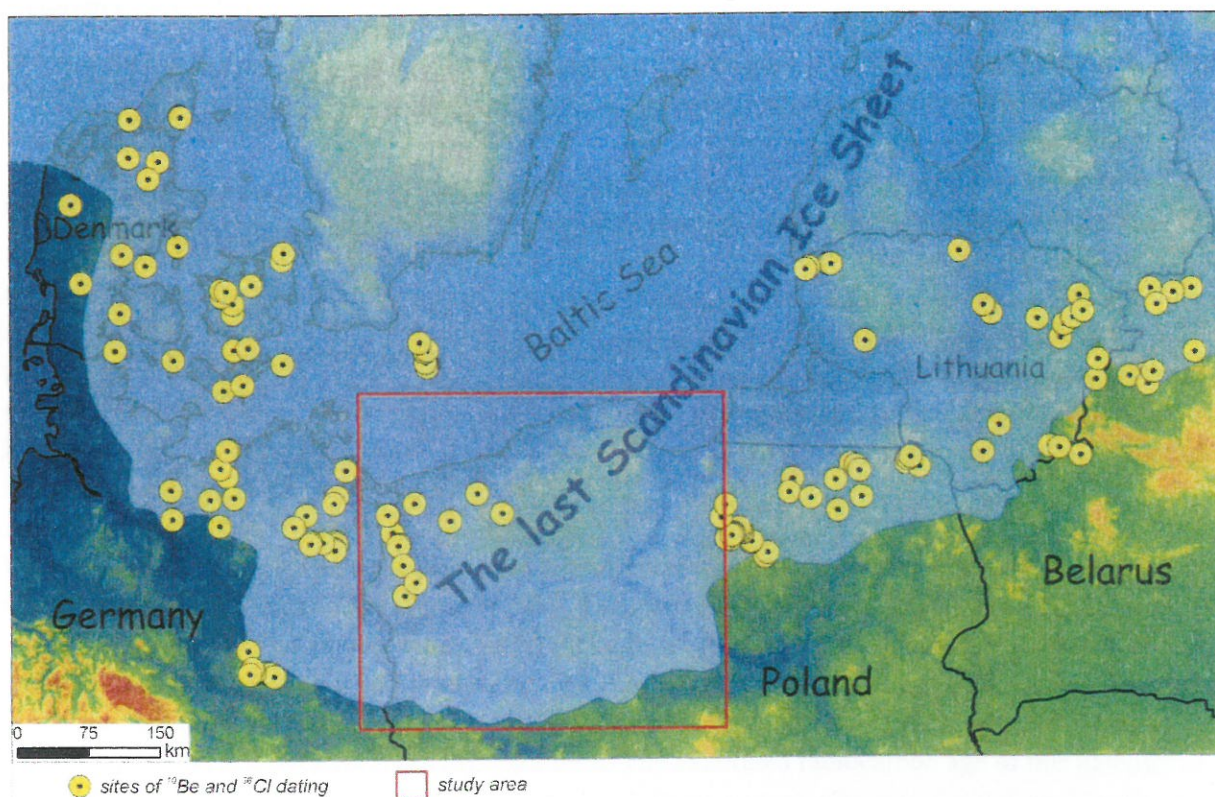 Denmark
Baltic Sea
The last Scandinavian Ice Sheet
Lithuania
Germany
Belarus
Poland
0 75 150
km
sites of ¹⁰Be and ³⁶Cl dating
study area